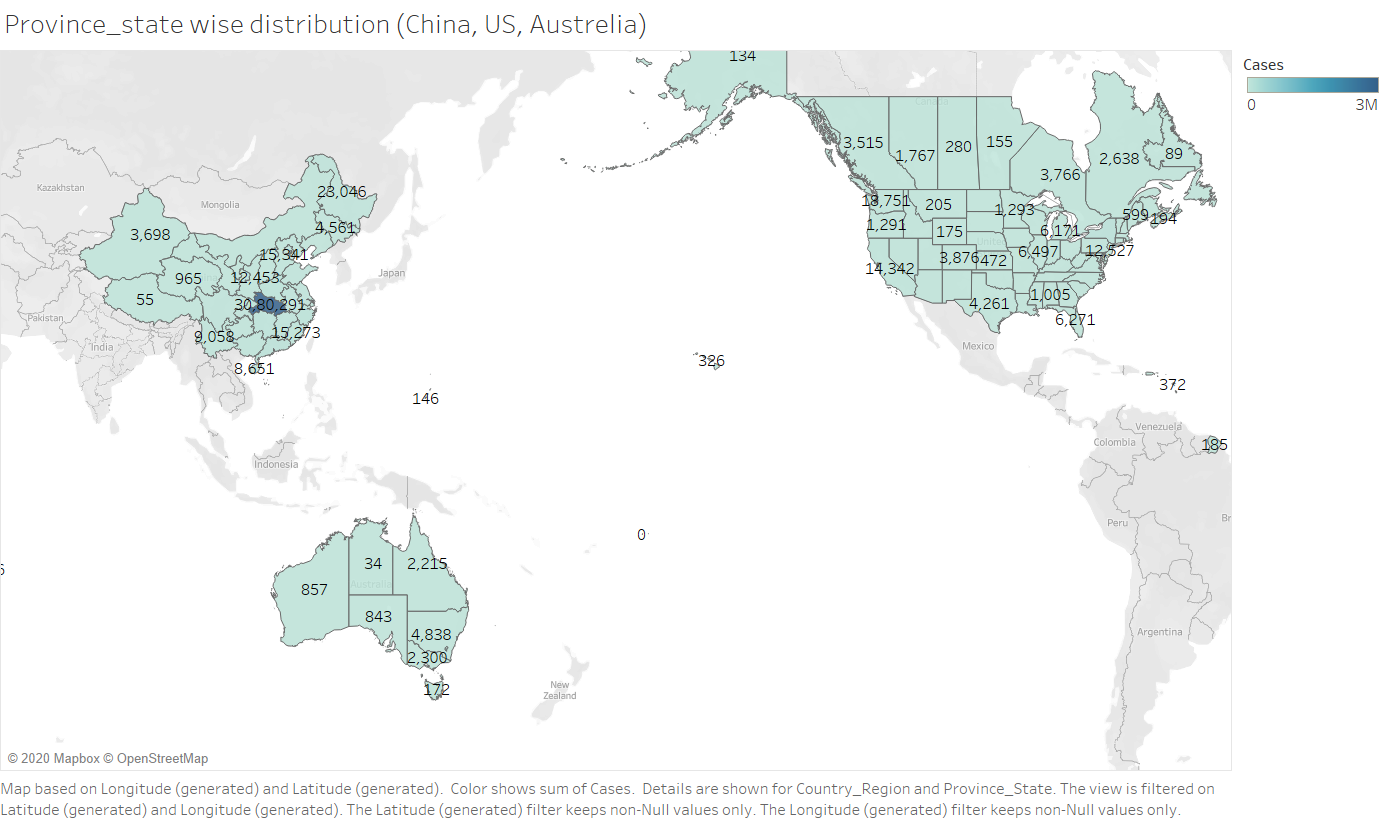 Province_state wise distribution (China, US, Austrelia)
134
Cases
0
3M
Canada
3,515
1,767
280
155
3,766
2,638
89
Kazakhstan
Mongolia
23,046
4,561
3,698
15,341
965
12,453
55
30,80,291
15,273
9,058
8,651
Japan
Pakistan
India
18,751
205
1,293
599
194
1,291
175
6,171
14,342
3,876
472
6,497
12,527
4,261
1,005
6,271
Mexico
326
372
146
Venezuela
Colombia
185
Indonesia
Peru
Br
0
857
34
2,215
Australia
843
4,838
2,300
172
New
Zealand
Argentina
© 2020 Mapbox © OpenStreetMap
Map based on Longitude (generated) and Latitude (generated).  Color shows sum of Cases.  Details are shown for Country_Region and Province_State. The view is filtered on
Latitude (generated) and Longitude (generated). The Latitude (generated) filter keeps non-Null values only. The Longitude (generated) filter keeps non-Null values only.